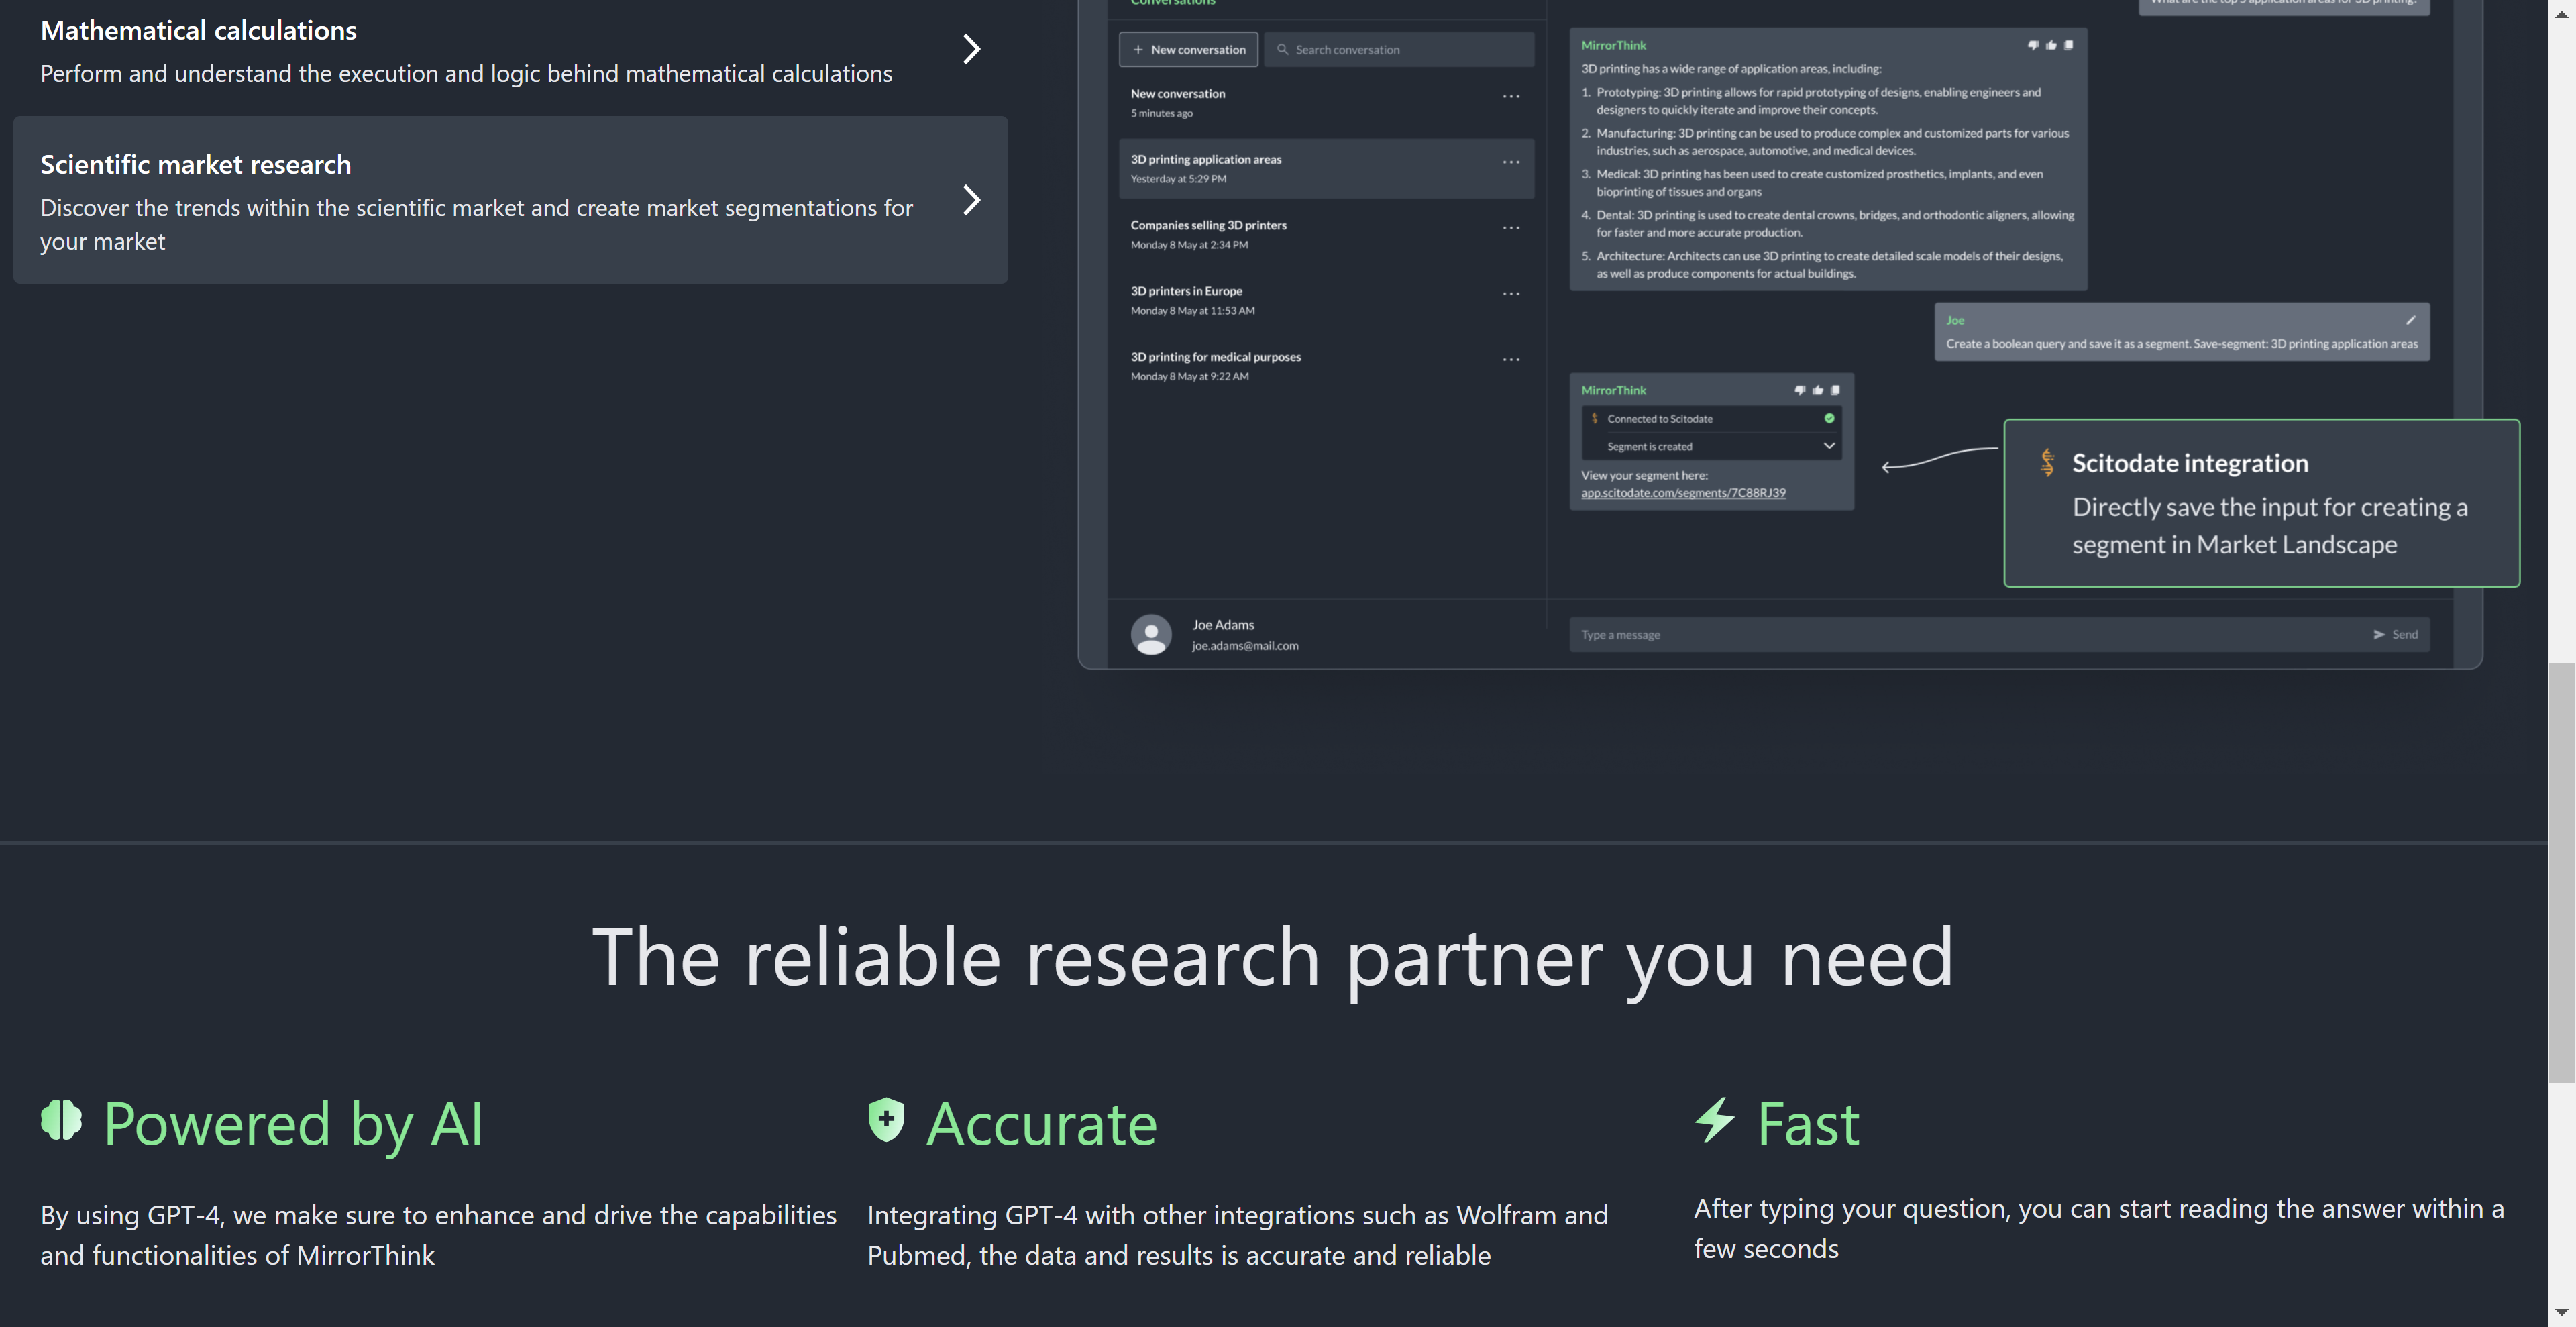 Mathematical calculations
Perform and understand the execution and logic behind mathematical calculations
Scientific market research
Discover the trends within the scientific market and create market segmentations for
your market
Conversations
New conversation
Search conversation
New conversation
5 minutes ago
3D printing application areas
Yesterday at 5:29 PM
Companies selling 3D printers
Monday 8 May at 2:34 PM
3D printers in Europe
Monday 8 May at 11:53 AM
3D printing for medical purposes
Monday 8 May at 9:22 AM
Joe Adams
joe.adams@mail.com
What are the top 5 application areas for 3D printing?
MirrorThink
3D printing has a wide range of application areas, including:
1. Prototyping: 3D printing allows for rapid prototyping of designs, enabling engineers and
designers to quickly iterate and improve their concepts.
2. Manufacturing: 3D printing can be used to produce complex and customized parts for various
industries, such as aerospace, automotive, and medical devices.
3. Medical: 3D printing has been used to create customized prosthetics, implants, and even
bioprinting of tissues and organs
4. Dental: 3D printing is used to create dental crowns, bridges, and orthodontic aligners, allowing
for faster and more accurate production.
5. Architecture: Architects can use 3D printing to create detailed scale models of their designs,
as well as produce components for actual buildings.
Joe
Create a boolean query and save it as a segment. Save-segment: 3D printing application areas
MirrorThink
Connected to Scitodate
Segment is created
View your segment here:
app.scitodate.com/segments/7C88RJ39
Scitodate integration
Directly save the input for creating a
segment in Market Landscape
Type a message
Send
The reliable research partner you need
Powered by AI
By using GPT-4, we make sure to enhance and drive the capabilities
and functionalities of MirrorThink
Accurate
Integrating GPT-4 with other integrations such as Wolfram and
Pubmed, the data and results is accurate and reliable
Fast
After typing your question, you can start reading the answer within a
few seconds